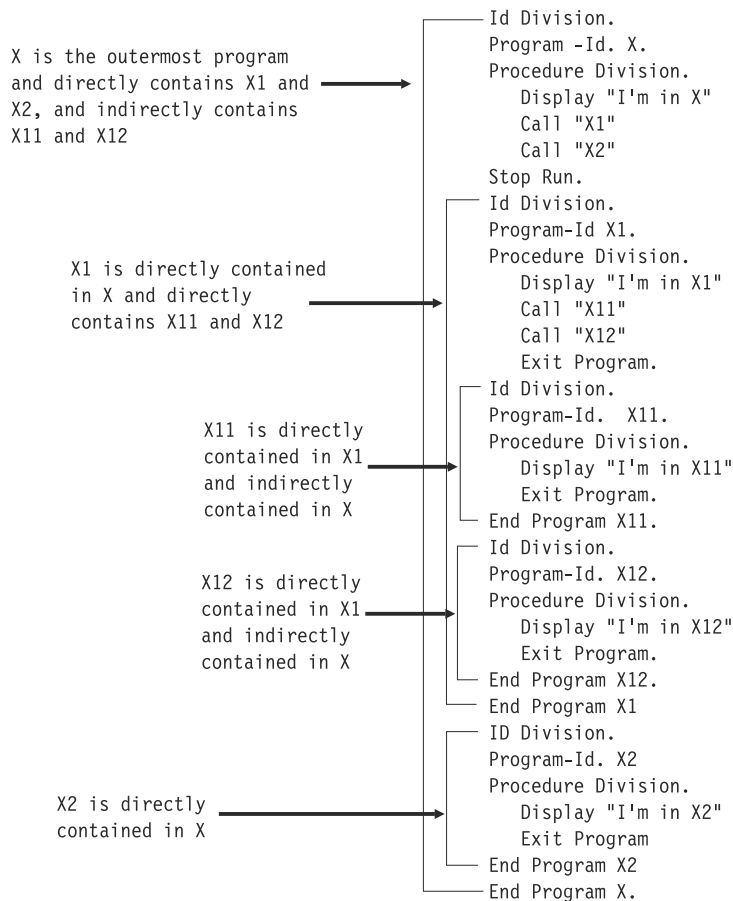 X is the outermost program
and directly contains X1 and
X2, and indirectly contains
X11 and X12
Id Division.
Program -Id. X.
Procedure Division.
Display "I'm in X"
Call "X1"
Call "X2"
Stop Run.
X1 is directly contained
in X and directly
contains X11 and X12
Id Division.
Program-Id X1.
Procedure Division.
Display "I'm in X1"
Call "X11"
Call "X12"
Exit Program.
X11 is directly
contained in X1
and indirectly
contained in X
Id Division.
Program-Id.  X11.
Procedure Division.
Display "I'm in X11"
Exit Program.
End Program X11.
X12 is directly
contained in X1
and indirectly
contained in X
Id Division.
Program-Id. X12.
Procedure Division.
Display "I'm in X12"
Exit Program.
End Program X12.
End Program X1
X2 is directly
contained in X
ID Division.
Program-Id. X2
Procedure Division.
Display "I'm in X2"
Exit Program
End Program X2
End Program X.